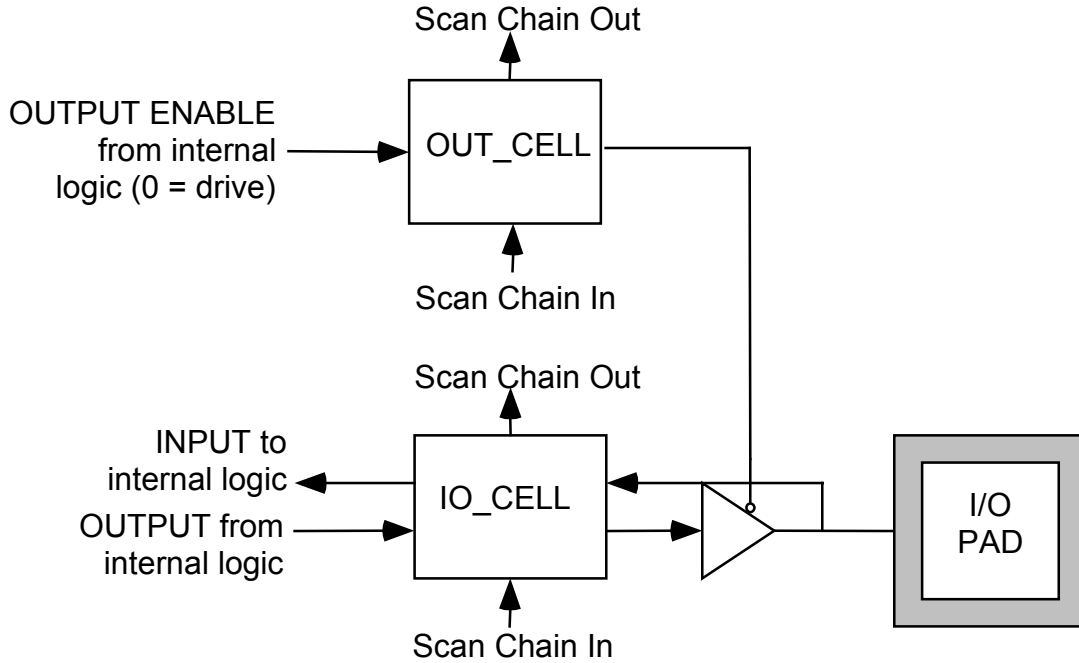 Scan Chain Out
OUTPUT ENABLE
from internal
logic (0 = drive)
OUT_CELL
Scan Chain In
Scan Chain Out
INPUT to
internal logic
OUTPUT from
internal logic
IO_CELL
I/O
PAD
Scan Chain In